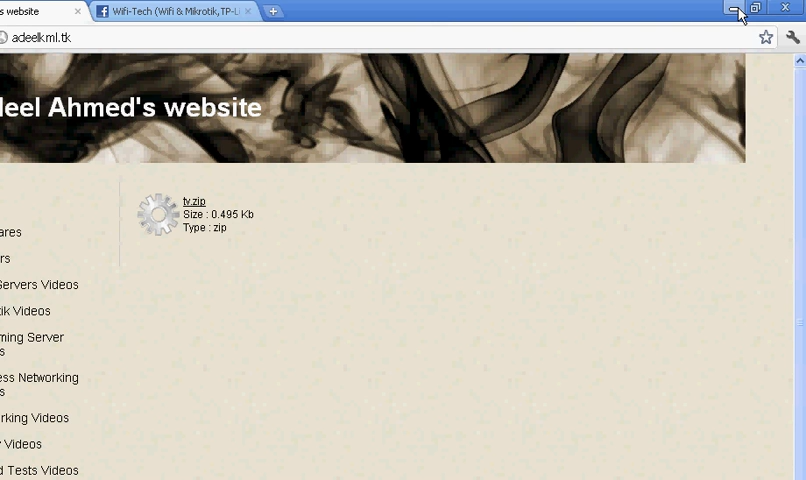 s website
Wifi-Tech (Wifi & Mikrotik,TP-Li
adeelkml.tk
deel Ahmed's website
tv.zip
Size : 0.495 Kb
Type : zip
ares
rs
Servers Videos
tik Videos
ming Server
s
ess Networking
s
rking Videos
Videos
d Tests Videos